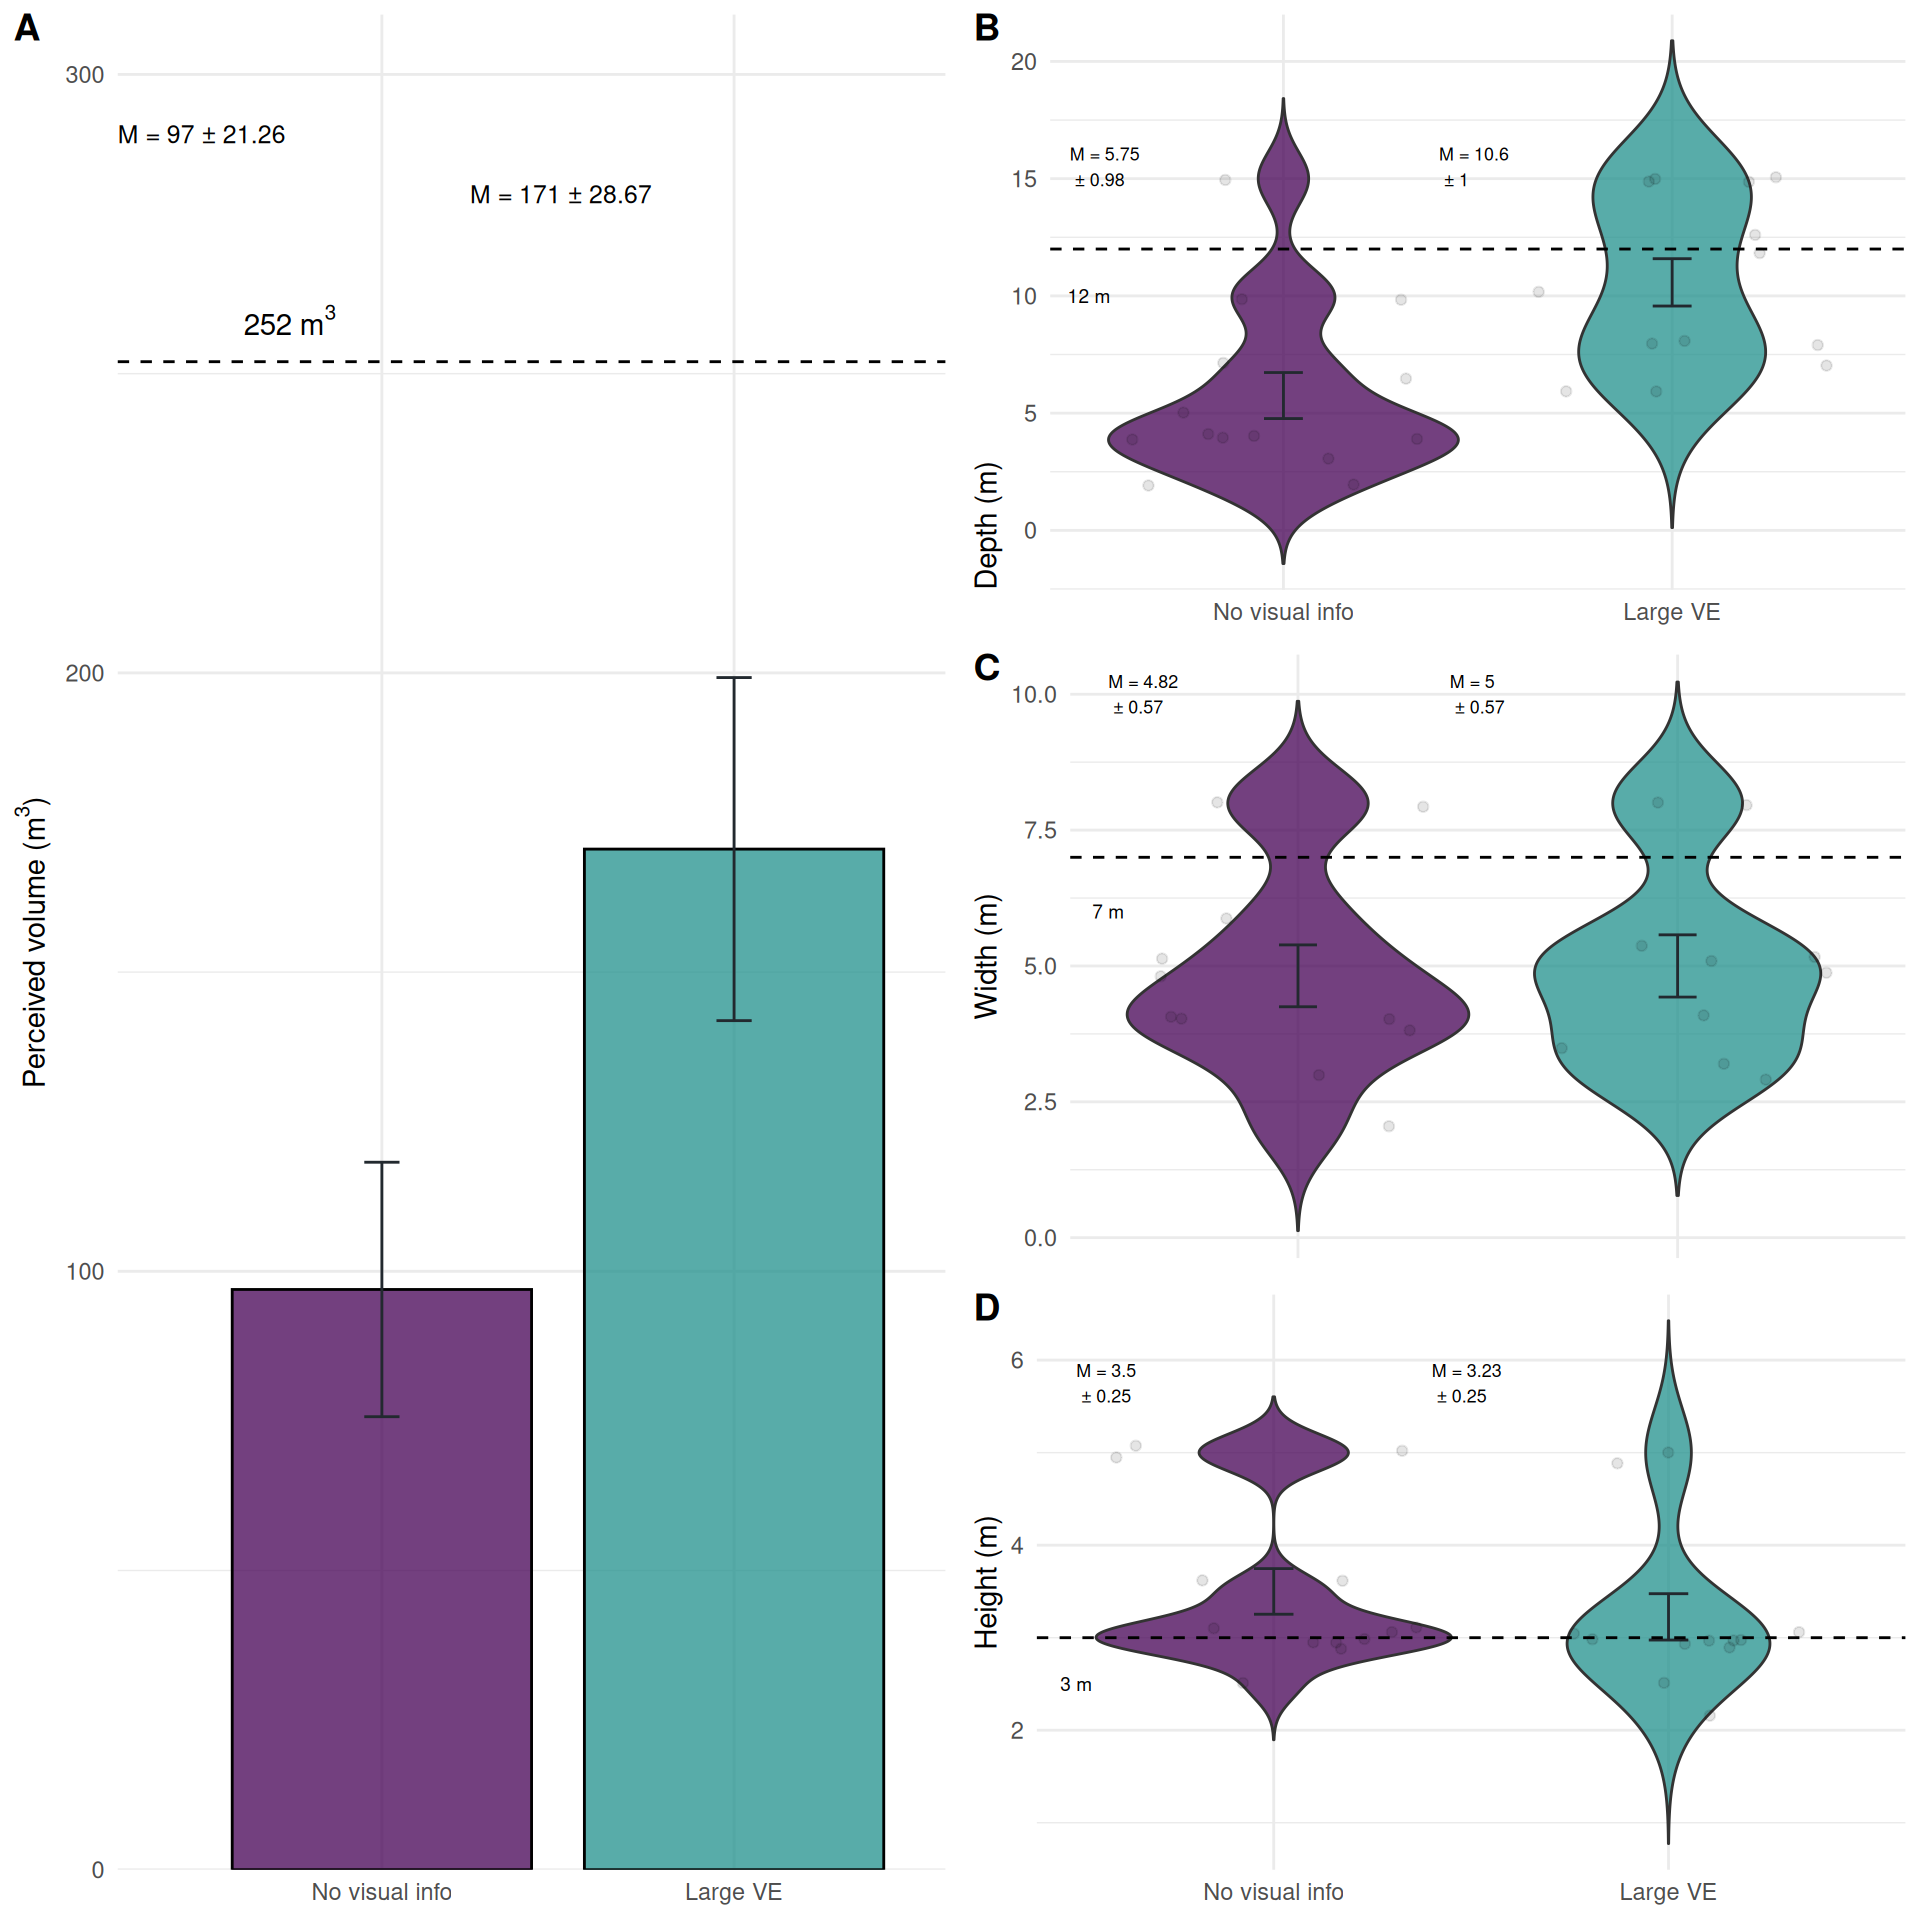 A
300
M = 97 ± 21.26
M = 171 ± 28.67
252 m³
200
100
0
Perceived volume (m³)
No visual info
Large VE
B
20
M = 5.75
± 0.98
M = 10.6
± 1
15
12 m
10
5
0
Depth (m)
No visual info
Large VE
C
M = 4.82
± 0.57
M = 5
± 0.57
10.0
7.5
7 m
5.0
2.5
0.0
Width (m)
D
6
M = 3.5
± 0.25
M = 3.23
± 0.25
4
3 m
2
Height (m)
No visual info
Large VE